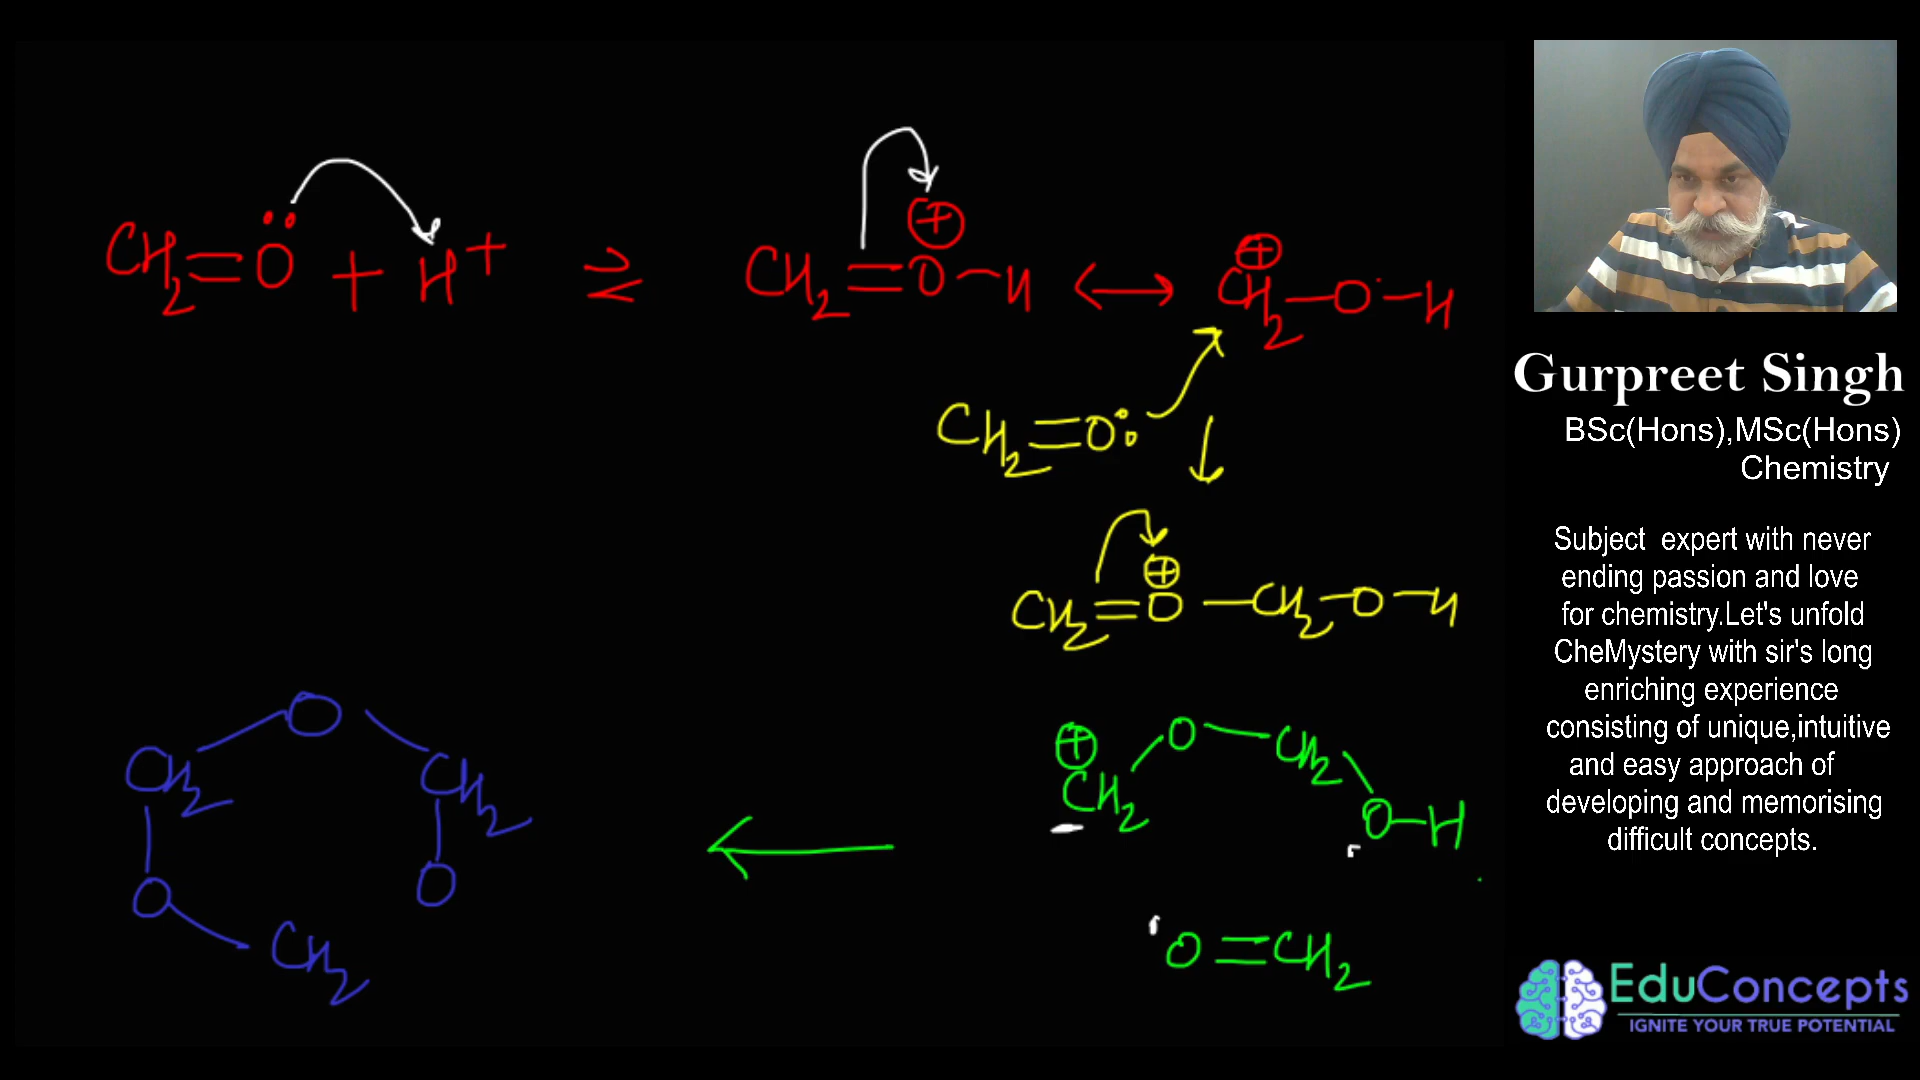 CH2=O + H+ ⇌ CH2=O-H ↔ CH2-O-H
CH2=O
CH2=O-CH2-O-H
CH2 O CH2
O-H
O=CH2
O
CH2 CH2
O O
CH2
Gurpreet Singh
BSc(Hons),MSc(Hons)
Chemistry
Subject expert with never
ending passion and love
for chemistry.Let's unfold
CheMystery with sir's long
enriching experience
consisting of unique,intuitive
and easy approach of
developing and memorising
difficult concepts.
EduConcepts
IGNITE YOUR TRUE POTENTIAL